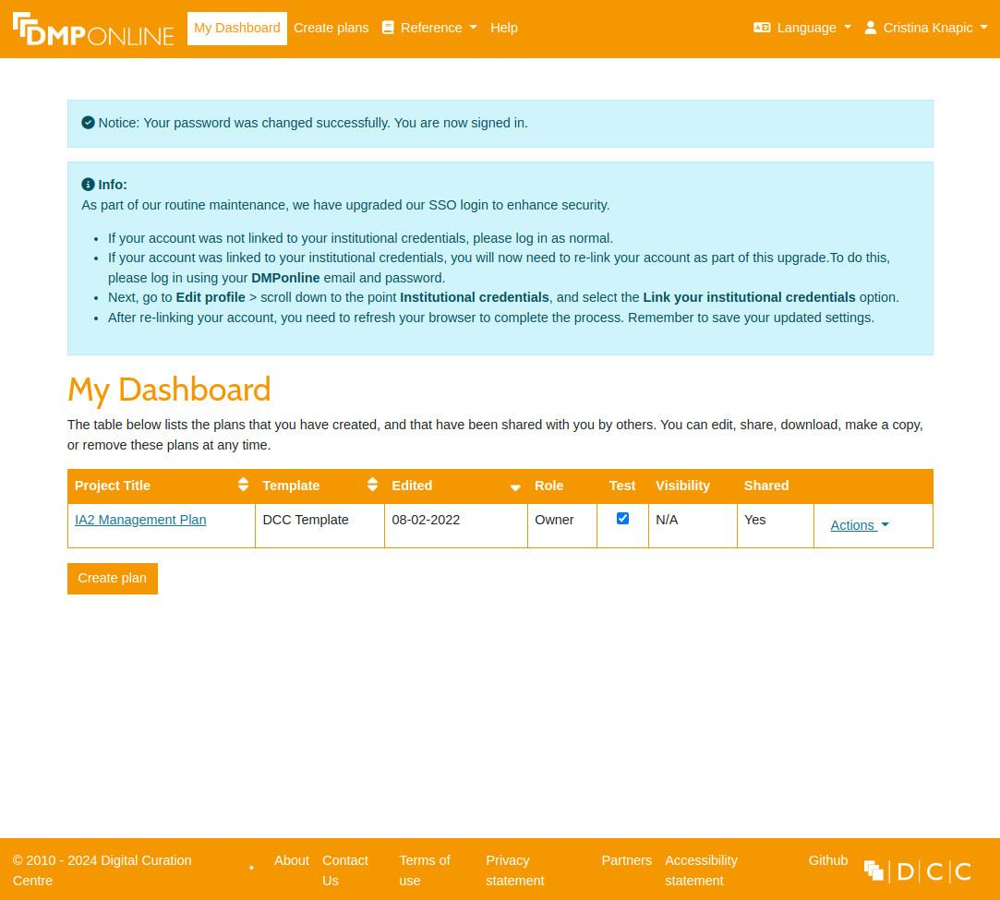 DMPONLINE My Dashboard Create plans Reference Help Language Cristina Knapic
Notice: Your password was changed successfully. You are now signed in.
Info:
As part of our routine maintenance, we have upgraded our SSO login to enhance security.
• If your account was not linked to your institutional credentials, please log in as normal.
• If your account was linked to your institutional credentials, you will now need to re-link your account as part of this upgrade.To do this,
please log in using your DMPonline email and password.
• Next, go to Edit profile > scroll down to the point Institutional credentials, and select the Link your institutional credentials option.
• After re-linking your account, you need to refresh your browser to complete the process. Remember to save your updated settings.
My Dashboard
The table below lists the plans that you have created, and that have been shared with you by others. You can edit, share, download, make a copy,
or remove these plans at any time.
Project Title Template Edited Role Test Visibility Shared
IA2 Management Plan DCC Template 08-02-2022 Owner N/A Yes Actions
Create plan
© 2010 - 2024 Digital Curation
Centre
• About
Contact
Us
Terms of
use
Privacy
statement
Partners
Accessibility
statement
Github
D|C|C